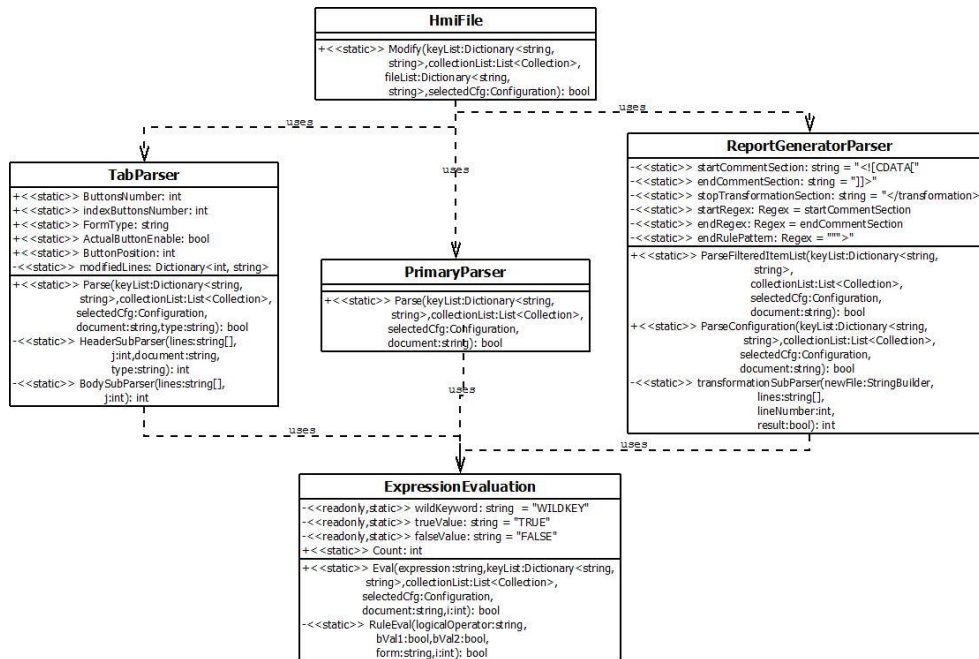 HmiFile
+<<static>> Modify(keyList:Dictionary<string,
string>,collectionList:List<Collection>,
fileList:Dictionary<string,
string>,selectedCfg:Configuration): bool
uses
uses
uses
TabParser
+<<static>> ButtonsNumber: int
+<<static>> indexButtonsNumber: int
+<<static>> FormType: string
+<<static>> ActualButtonEnable: bool
+<<static>> ButtonPosition: int
-<<static>> modifiedLines: Dictionary<int, string>
+<<static>> Parse(keyList:Dictionary<string,
string>,collectionList:List<Collection>,
selectedCfg:Configuration,
document:string,type:string): bool
-<<static>> HeaderSubParser(lines:string[],
j:int,document:string,
type:string): int
-<<static>> BodySubParser(lines:string[],
j:int): int
PrimaryParser
+<<static>> Parse(keyList:Dictionary<string,
string>,collectionList:List<Collection>,
selectedCfg:Configuration,
document:string): bool
ReportGeneratorParser
-<<static>> startCommentSection: string = "<![CDATA["
-<<static>> endCommentSection: string = "]]>"
-<<static>> stopTransformationSection: string = "</transformation>
-<<static>> startRegex: Regex = startCommentSection
-<<static>> endRegex: Regex = endCommentSection
-<<static>> endRulePattem: Regex = """>"
+<<static>> ParseFilteredItemList(keyList:Dictionary<string,
string>,
collectionList:List<Collection>,
selectedCfg:Configuration,
document:string): bool
+<<static>> ParseConfiguration(keyList:Dictionary<string,
string>,collectionList:List<Collection>,
selectedCfg:Configuration,
document:string): bool
-<<static>> transformationSubParser(newFile:StringBuilder,
lines:string[],
lineNumber:int,
result:bool): int
uses
uses
uses
ExpressionEvaluation
-<<readonly,static>> wildKeyword: string = "WILDKEY"
-<<readonly,static>> trueValue: string = "TRUE"
-<<readonly,static>> falseValue: string = "FALSE"
+<<static>> Count: int
+<<static>> Eval(expression:string,keyList:Dictionary<string,
string>,collectionList:List<Collection>,
selectedCfg:Configuration,
document:string,i:int): bool
-<<static>> RuleEval(logicalOperator:string,
bVal1:bool,bVal2:bool,
form:string,i:int): bool